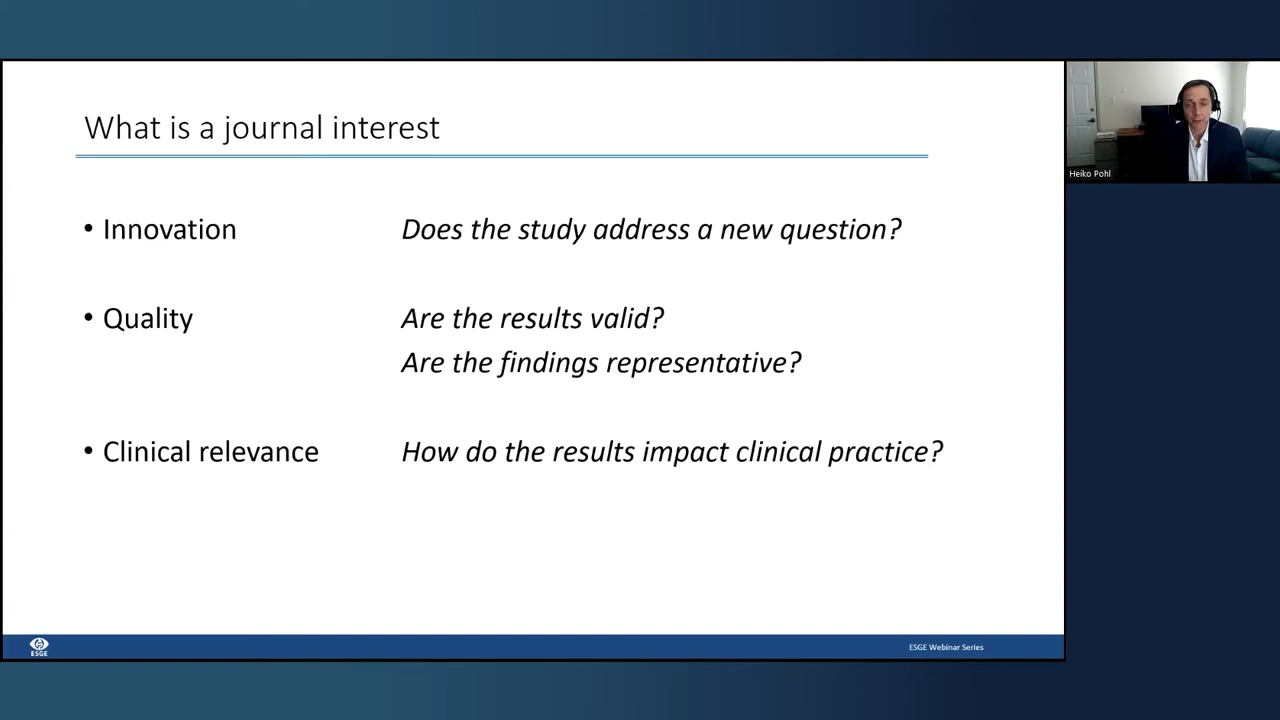 What is a journal interest
Heiko Pohl
• Innovation Does the study address a new question?
• Quality Are the results valid?
Are the findings representative?
• Clinical relevance How do the results impact clinical practice?
ESGE
ESGE Webinar Series